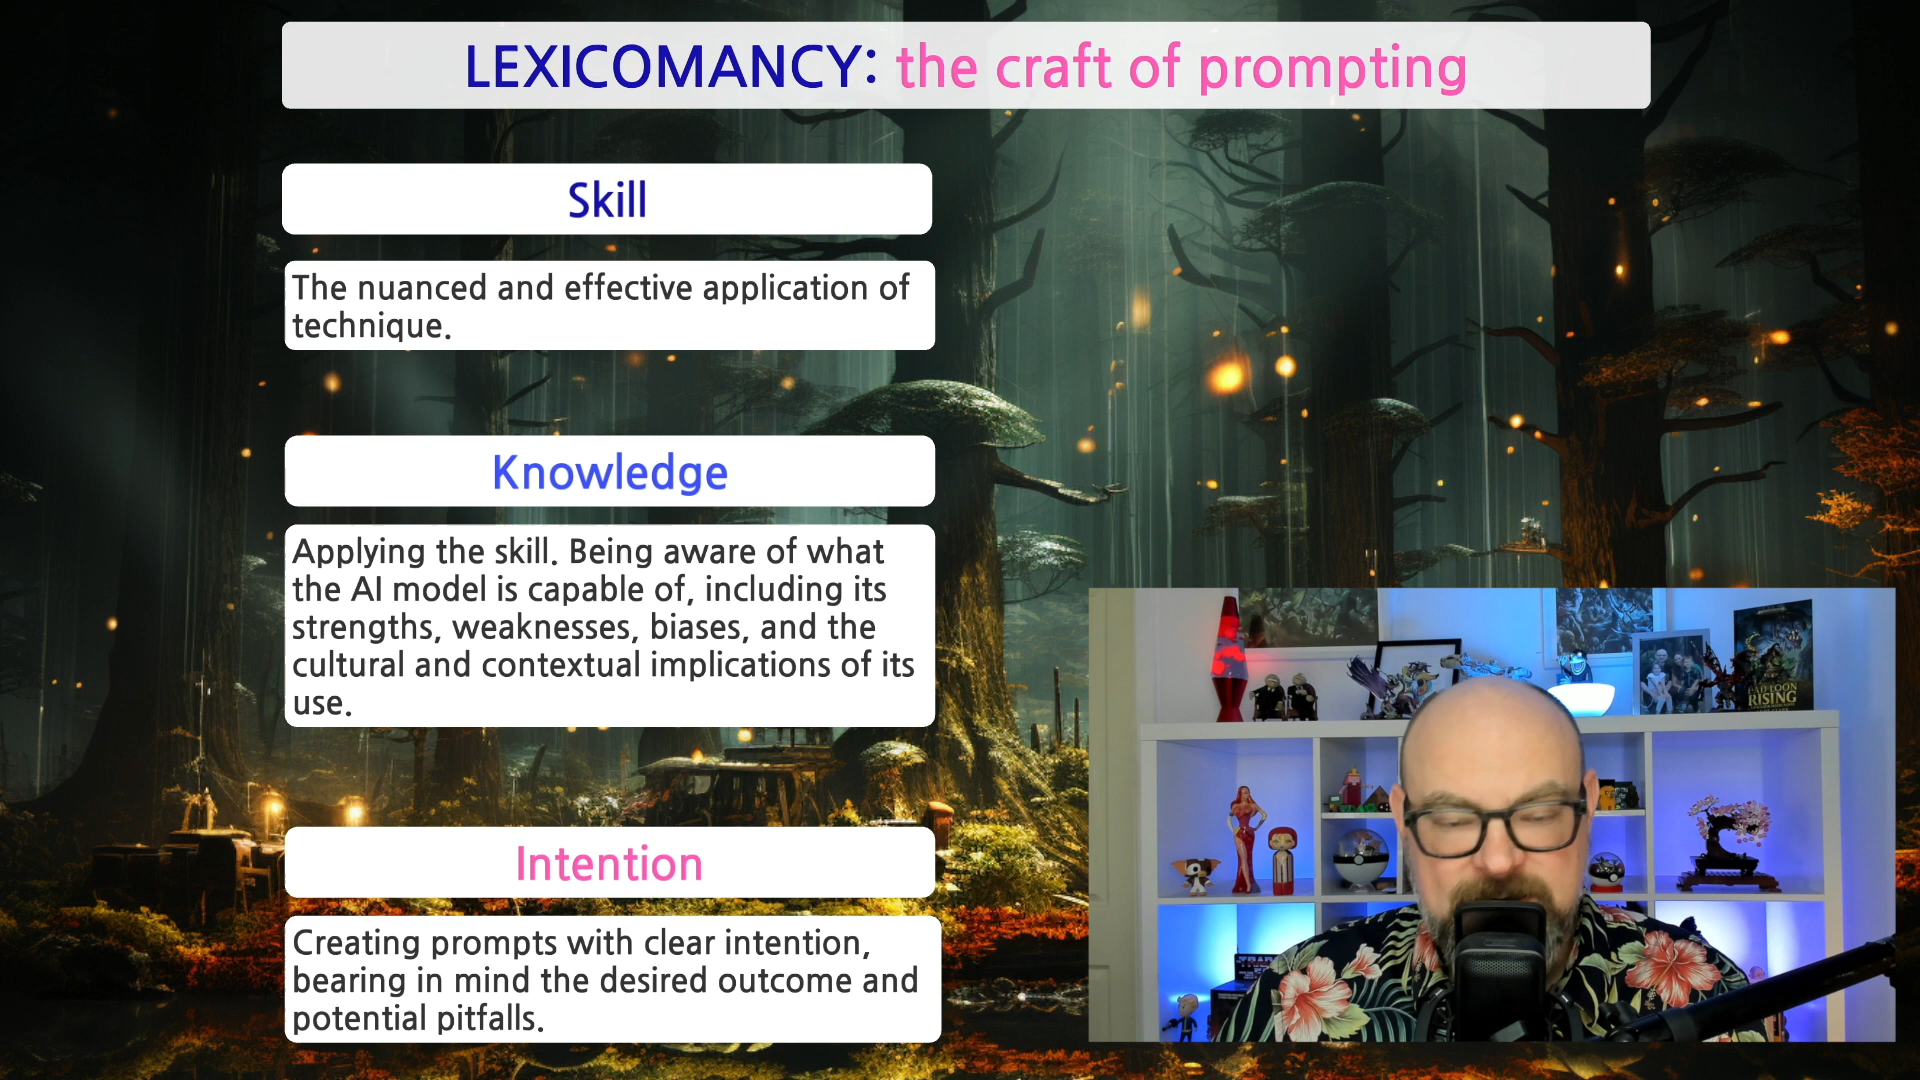 LEXICOMANCY: the craft of prompting
Skill
The nuanced and effective application of
technique.
Knowledge
Applying the skill. Being aware of what
the AI model is capable of, including its
strengths, weaknesses, biases, and the
cultural and contextual implications of its
use.
Intention
Creating prompts with clear intention,
bearing in mind the desired outcome and
potential pitfalls.
RISING